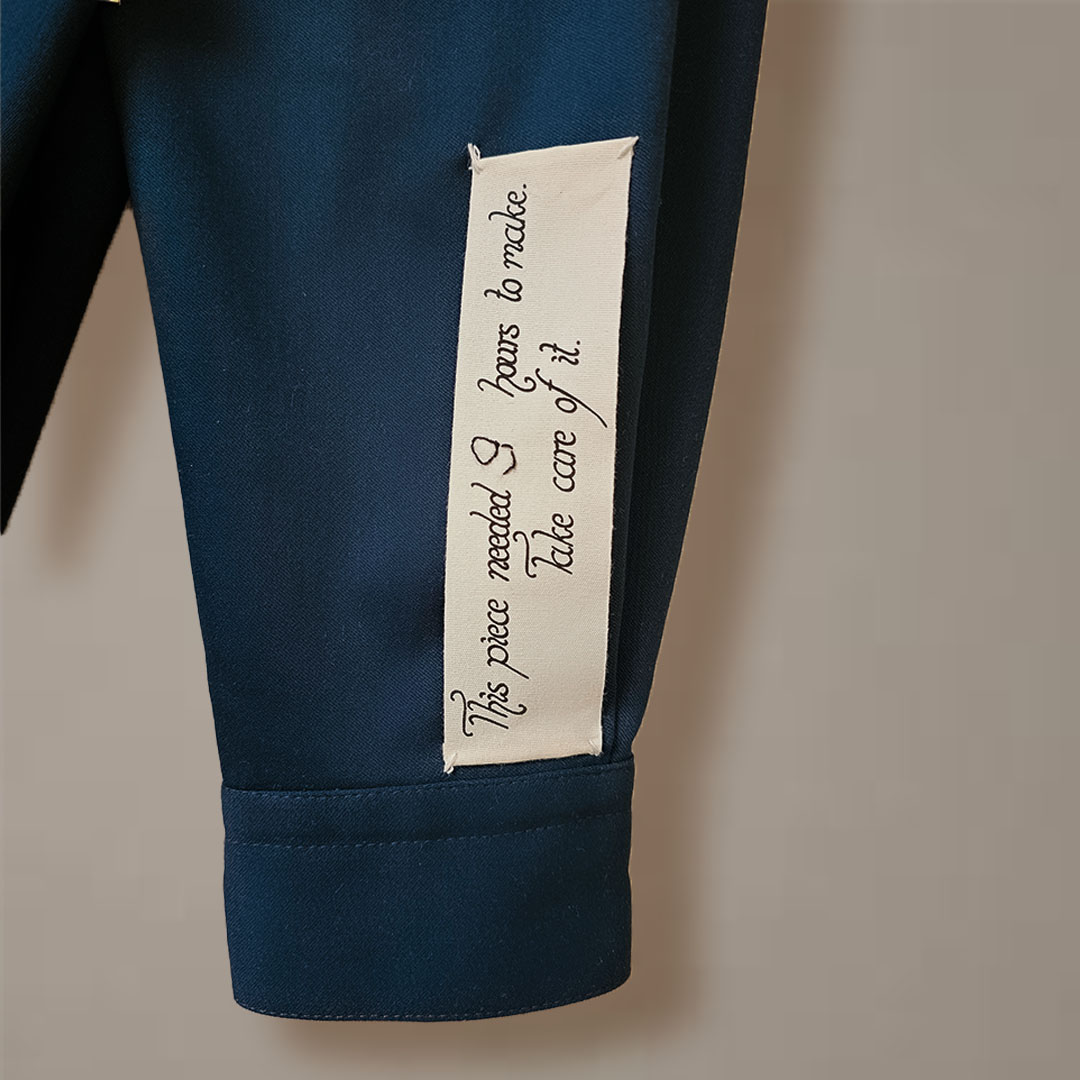 This piece needed 9 hours to make.
Take care of it.